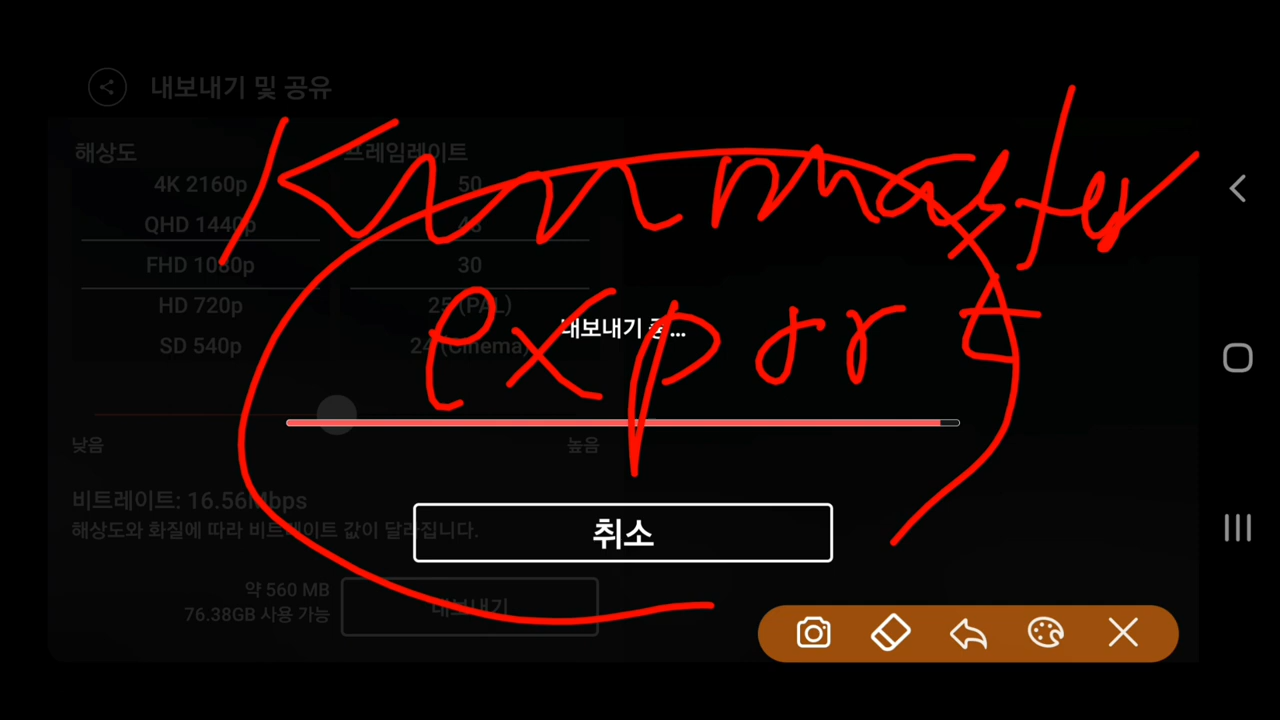 내보내기 및 공유
해상도
프레임레이트
4K 2160p
50
QHD 1440p
48
FHD 1080p
30
HD 720p
25 (PAL)
SD 540p
24 (Cinema)
Kinmaster
export
내보내기 중...
낮음
높음
비트레이트: 16.56Mbps
해상도와 화질에 따라 비트레이트 값이 달라집니다.
취소
약 560 MB
76.38GB 사용 가능
내보내기